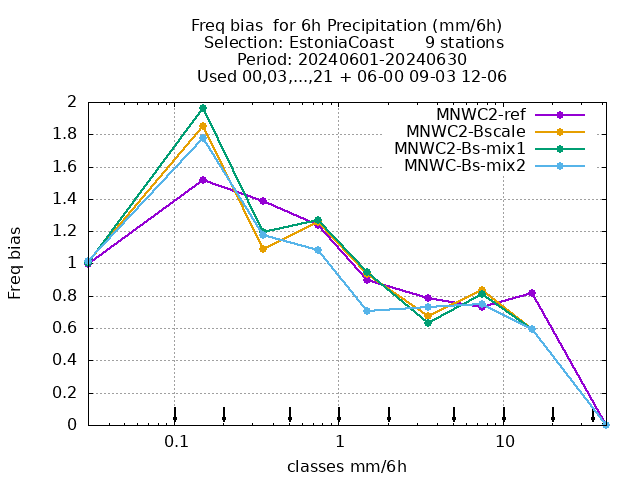 Freq bias  for 6h Precipitation (mm/6h)
Selection: EstoniaCoast      9 stations
Period: 20240601-20240630
Used 00,03,...,21 + 06-00 09-03 12-06
MNWC2-ref
MNWC2-Bscale
MNWC2-Bs-mix1
MNWC-Bs-mix2
2
1.8
1.6
1.4
1.2
1
0.8
0.6
0.4
0.2
0
Freq bias
0.1 1 10
classes mm/6h